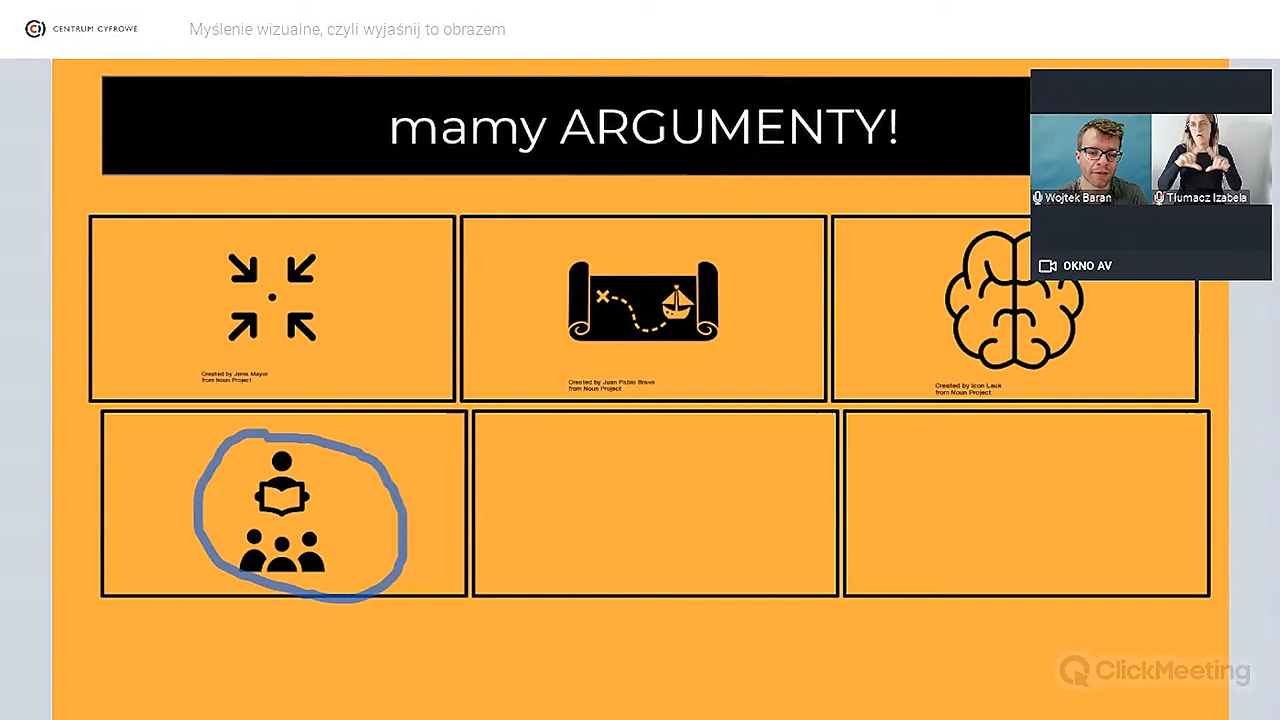 CENTRUM CYFROWE
Myślenie wizualne, czyli wyjaśnij to obrazem
mamy ARGUMENTY!
Wojtek Baran
Tłumacz Izabela
OKNO AV
Created by Jens Mayor
from Noun Project
Created by Juan Pablo Bravo
from Noun Project
Created by Icon Lauk
from Noun Project
ClickMeeting